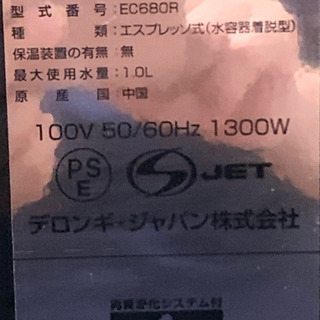 型式番号：EC680R
種類：エスプレッソ式(水容器着脱型)
保温装置の有無：無
最大使用水量：1.0L
原産国：中国
100V 50/60Hz 1300W
PS
E
S JET
デロンギ・ジャパン株式会社